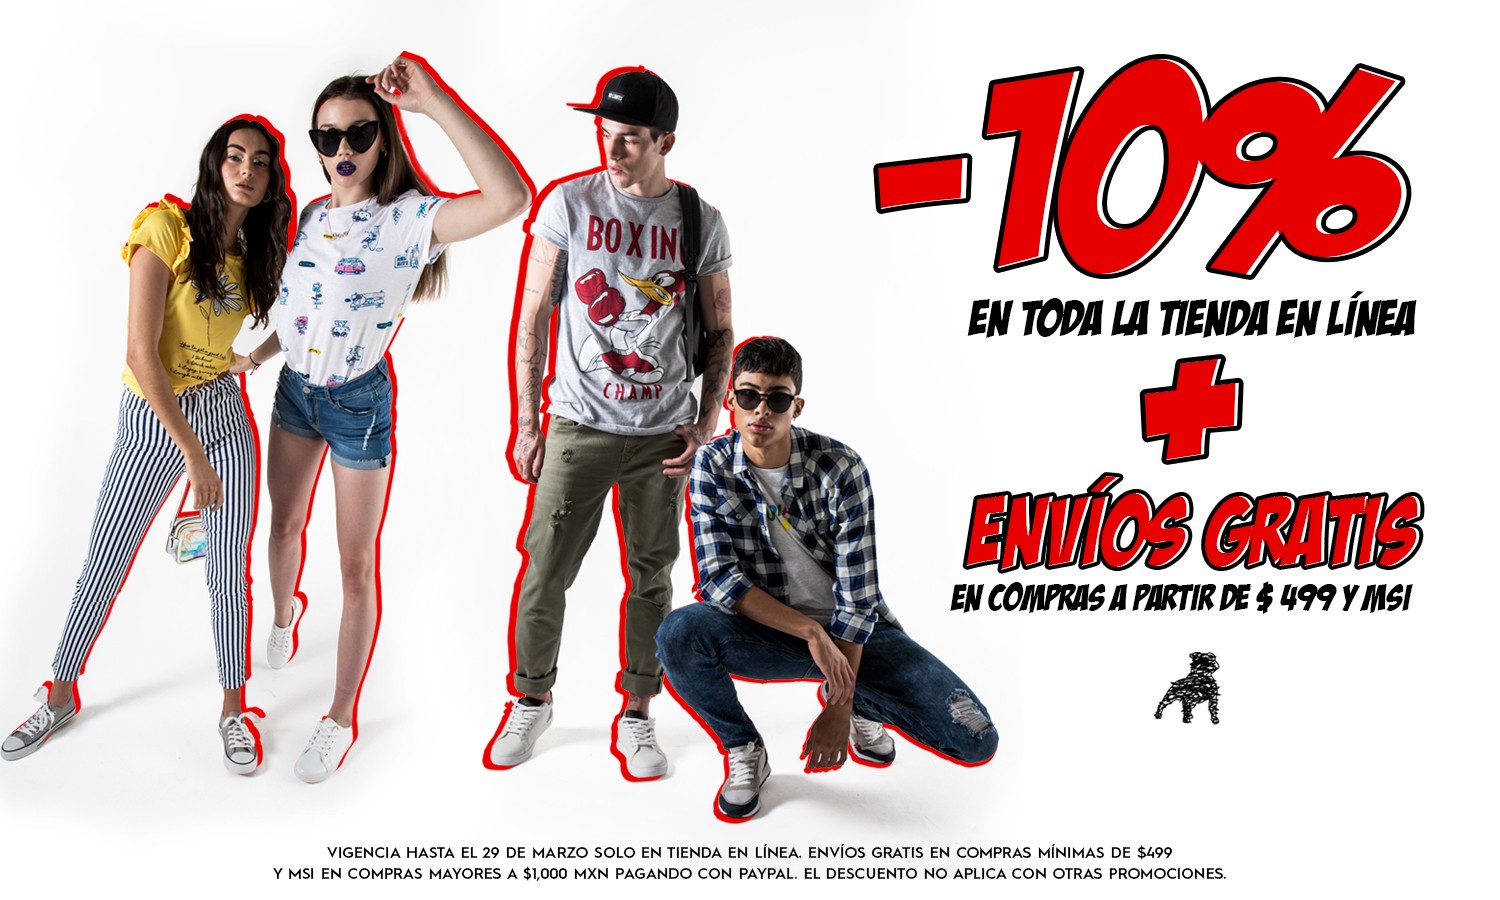 -10%
EN TODA LA TIENDA EN LÍNEA
+
ENVÍOS GRATIS
EN COMPRAS A PARTIR DE $ 499 Y MSI
BOXING
CHAMP
VIGENCIA HASTA EL 29 DE MARZO SOLO EN TIENDA EN LÍNEA. ENVÍOS GRATIS EN COMPRAS MÍNIMAS DE $499
Y MSI EN COMPRAS MAYORES A $1,000 MXN PAGANDO CON PAYPAL. EL DESCUENTO NO APLICA CON OTRAS PROMOCIONES.